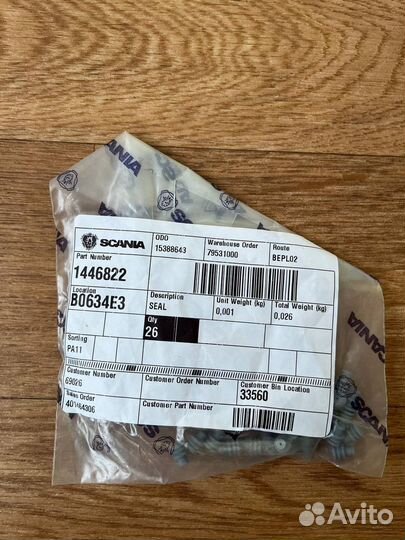 SCANIA
SCANIA
ODO
15388643
Warehouse Order
79531000
Route
BEPL02
Part Number
1446822
Location
B0634E3
Description
SEAL
Unit Weight (kg)
0,001
Total Weight (kg)
0,026
Qty
26
Sorting
PA11
Customer Number
69026
Customer Order Number
Customer Bin Location
33560
Sales Order
Customer Part Number
SCANIA
Avito